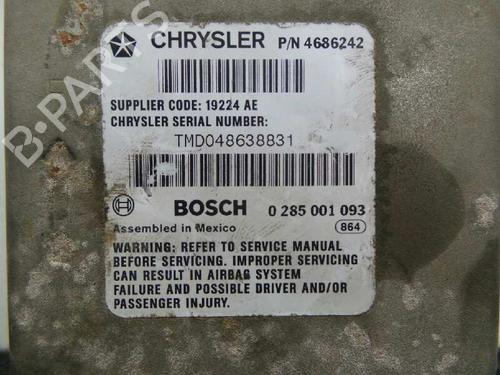 CHRYSLER P/N 4686242
SUPPLIER CODE: 19224 AE
CHRYSLER SERIAL NUMBER:
TMD048638831
BOSCH 0 285 001 093
Assembled in Mexico 864
WARNING: REFER TO SERVICE MANUAL
BEFORE SERVICING. IMPROPER SERVICING
CAN RESULT IN AIRBAG SYSTEM
FAILURE AND POSSIBLE DRIVER AND/OR
PASSENGER INJURY.
B-PARTS